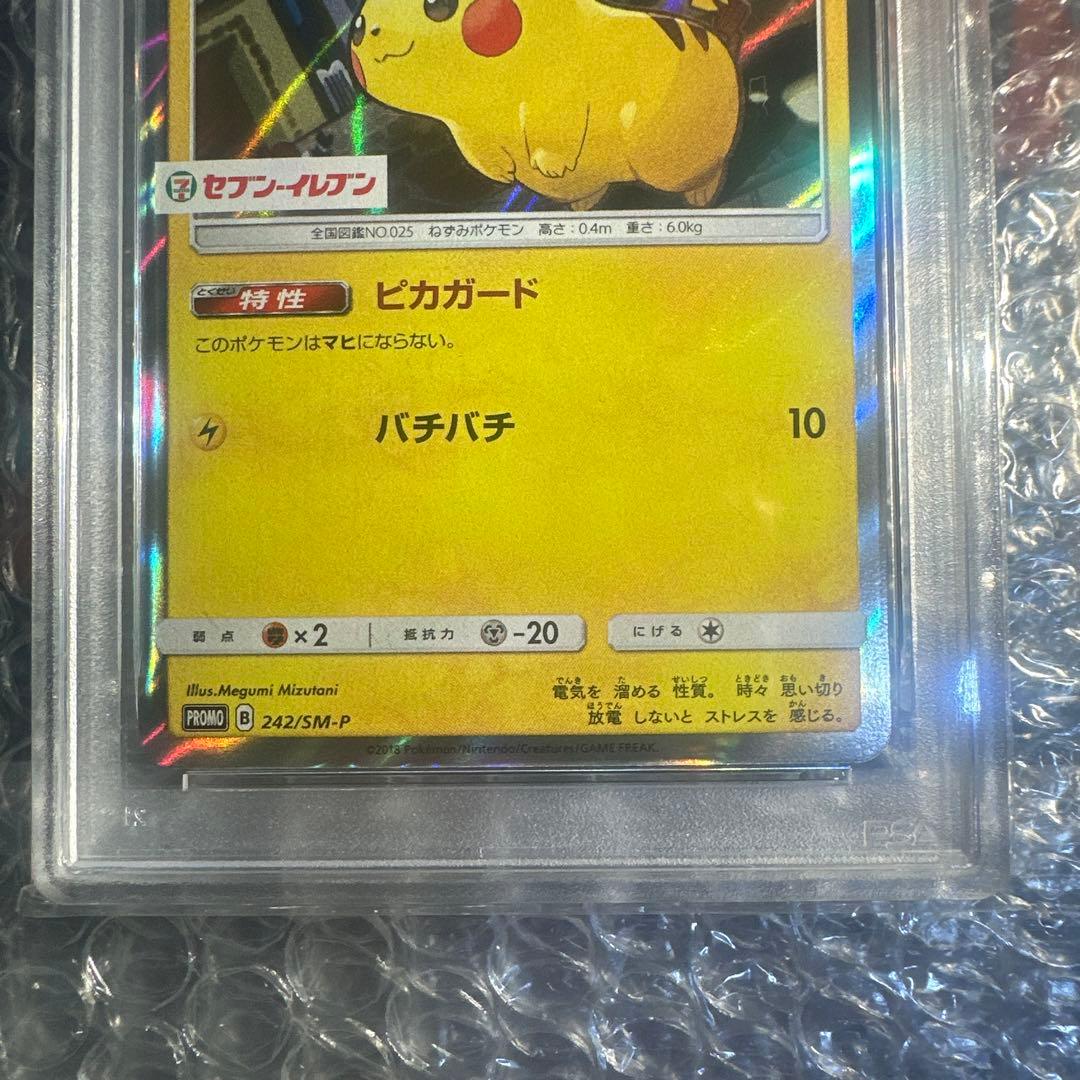 セブン-イレブン
全国図鑑NO.025 ねずみポケモン 高さ:0.4m 重さ:6.0kg
とくせい
特性 ピカガード
このポケモンはマヒにならない。
バチバチ 10
弱点 ×2 抵抗力 -20 にげる
Illus.Megumi Mizutani
でんき た せいしつ ときどき おも き
電気を 溜める 性質。 時々 思い切り
ほうでん かん
放電 しないと ストレスを 感じる。
PROMO B 242/SM-P
©2018 Pokémon/Nintendo/Creatures/GAME FREAK.
PSA